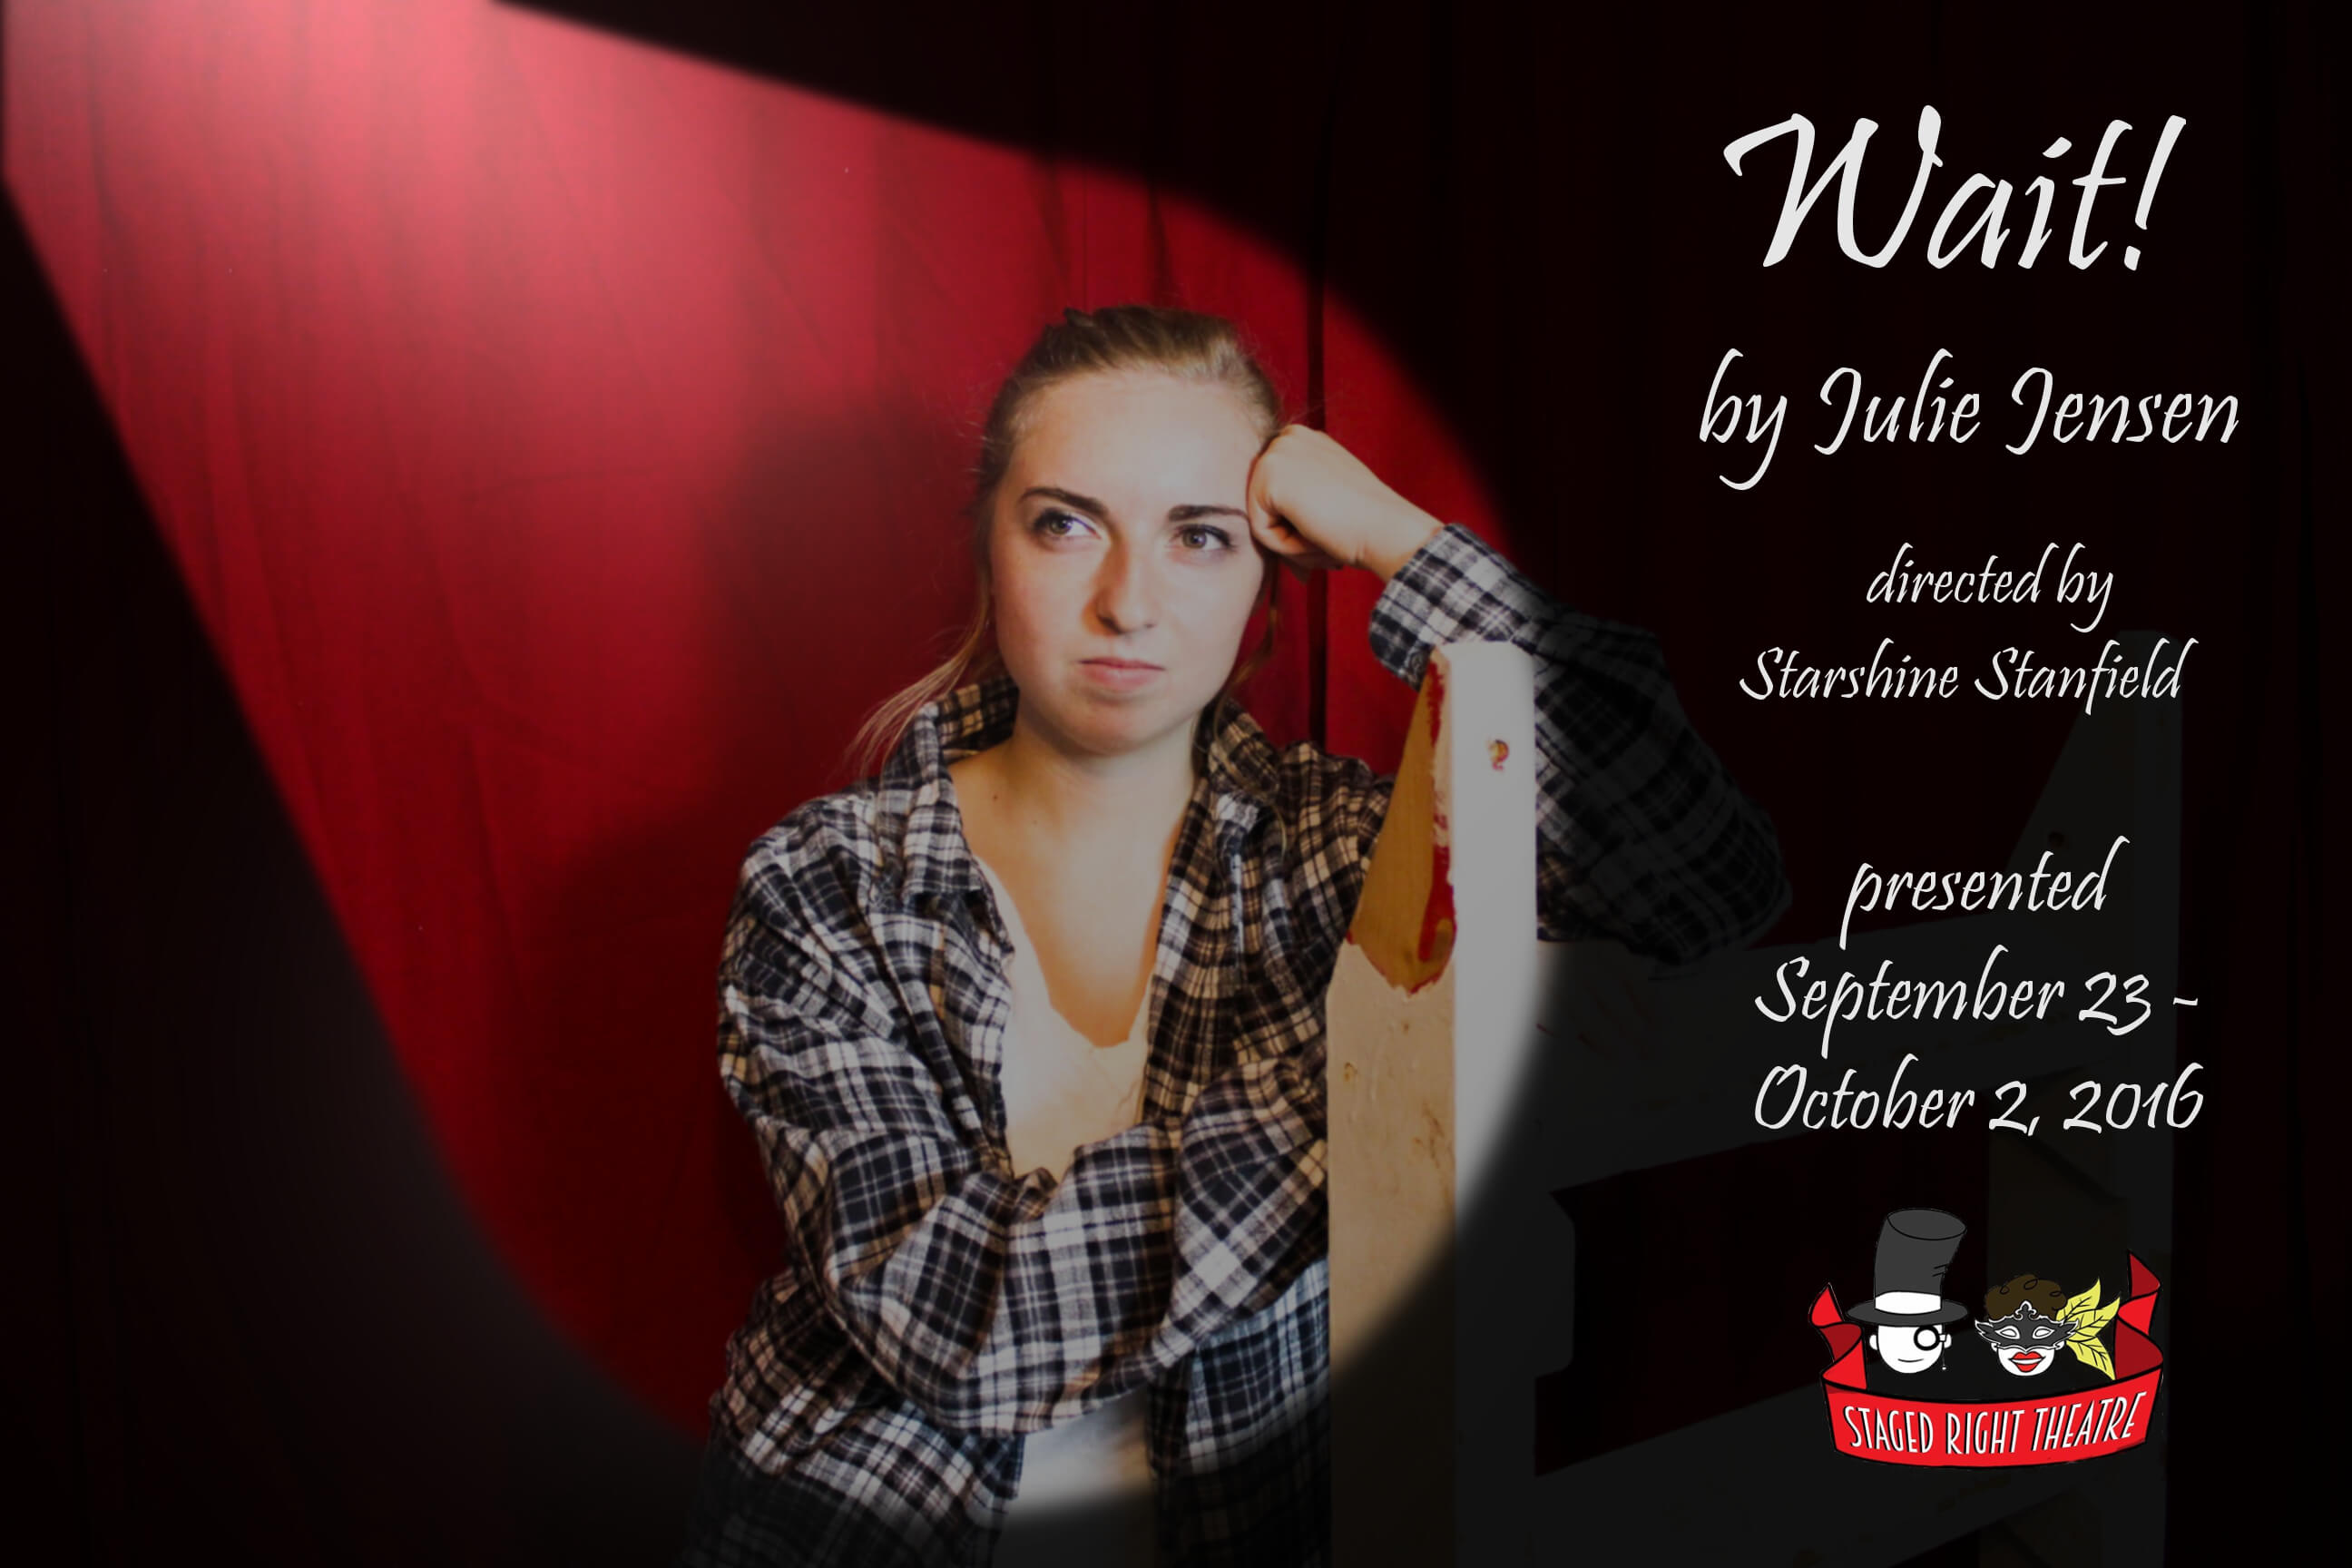 Wait!
by Julie Jensen
directed by
Starshine Stanfield
presented
September 23 -
October 2, 2016
STAGED RIGHT THEATRE